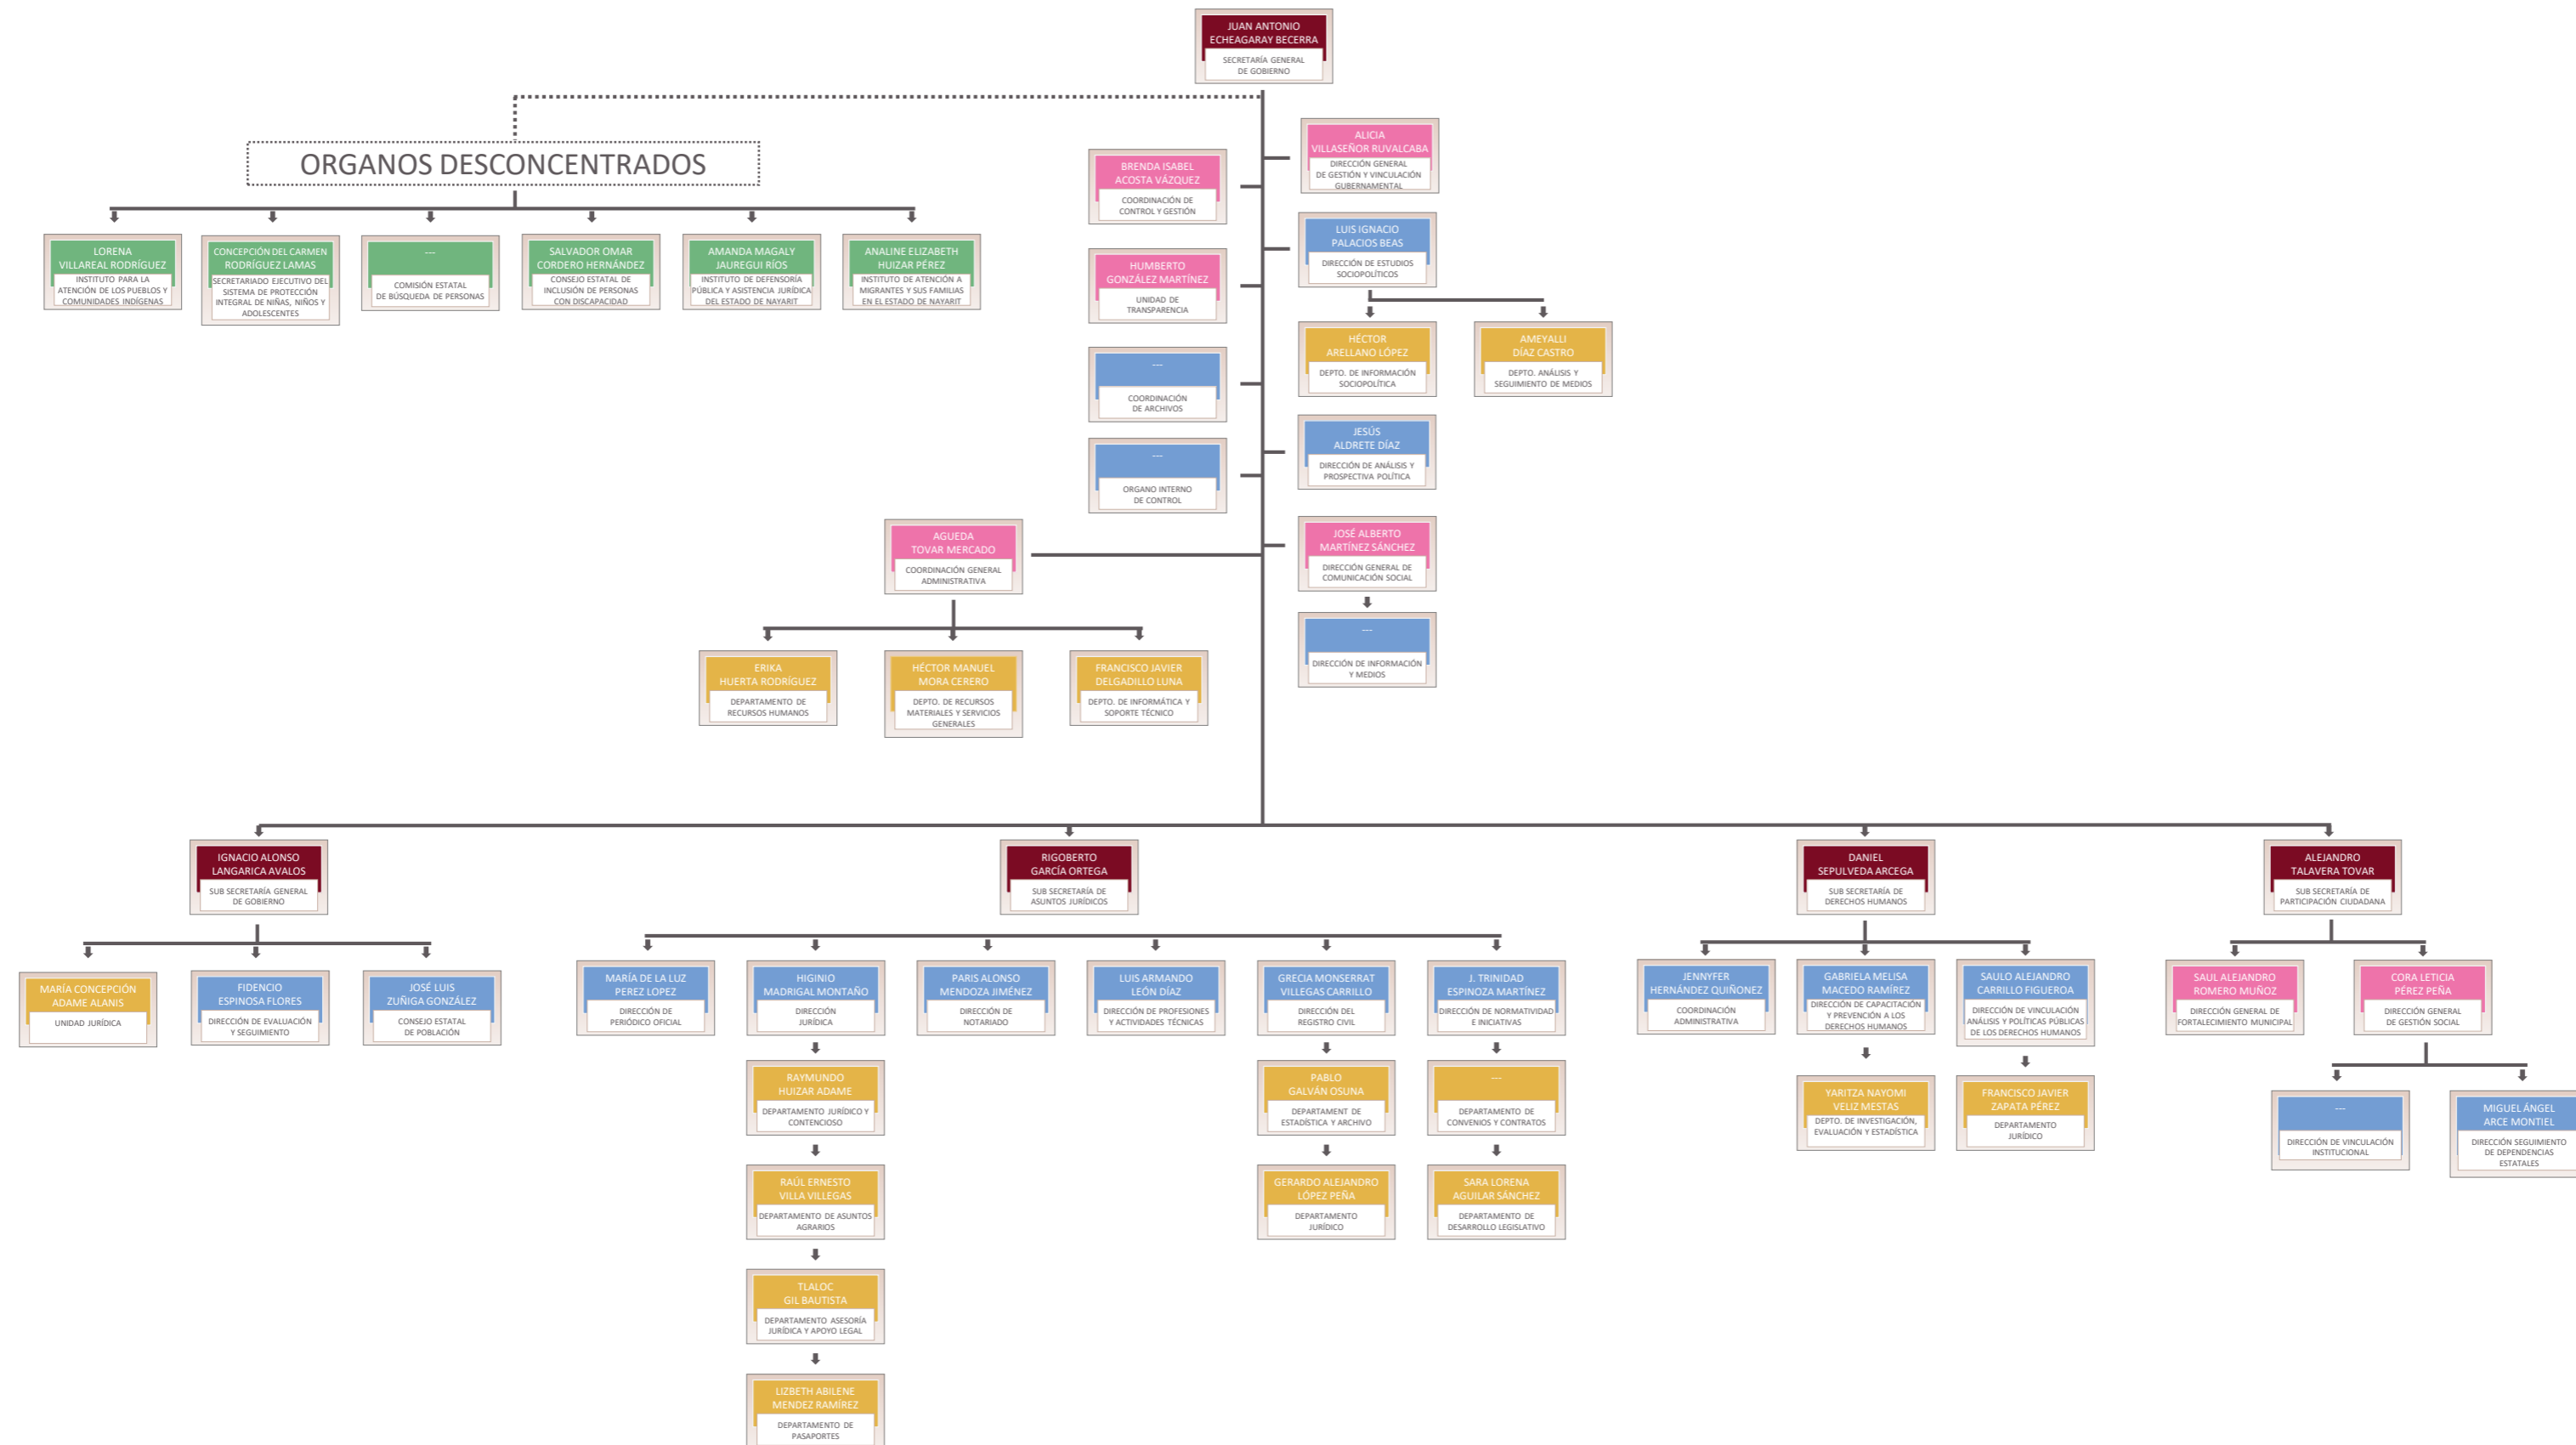 JUAN ANTONIO
ECHEAGARAY BECERRA
SECRETARÍA GENERAL
DE GOBIERNO
ORGANOS DESCONCENTRADOS
LORENA
VILLAREAL RODRÍGUEZ
INSTITUTO PARA LA
ATENCIÓN DE LOS PUEBLOS Y
COMUNIDADES INDÍGENAS
CONCEPCIÓN DEL CARMEN
RODRÍGUEZ LAMAS
SECRETARIADO EJECUTIVO DEL
SISTEMA DE PROTECCIÓN
INTEGRAL DE NIÑAS, NIÑOS Y
ADOLESCENTES
---
COMISIÓN ESTATAL
DE BÚSQUEDA DE PERSONAS
SALVADOR OMAR
CORDERO HERNÁNDEZ
CONSEJO ESTATAL DE
INCLUSIÓN DE PERSONAS
CON DISCAPACIDAD
AMANDA MAGALY
JAUREGUI RÍOS
INSTITUTO DE DEFENSORÍA
PÚBLICA Y ASISTENCIA JURÍDICA
DEL ESTADO DE NAYARIT
ANALINE ELIZABETH
HUIZAR PÉREZ
INSTITUTO DE ATENCIÓN A
MIGRANTES Y SUS FAMILIAS
EN EL ESTADO DE NAYARIT
ALICIA
VILLASEÑOR RUVALCABA
DIRECCIÓN GENERAL
DE GESTIÓN Y VINCULACIÓN
GUBERNAMENTAL
BRENDA ISABEL
ACOSTA VÁZQUEZ
COORDINACIÓN DE
CONTROL Y GESTIÓN
LUIS IGNACIO
PALACIOS BEAS
DIRECCIÓN DE ESTUDIOS
SOCIOPOLÍTICOS
HUMBERTO
GONZÁLEZ MARTÍNEZ
UNIDAD DE
TRANSPARENCIA
HÉCTOR
ARELLANO LÓPEZ
DEPTO. DE INFORMACIÓN
SOCIOPOLÍTICA
AMEYALLI
DÍAZ CASTRO
DEPTO. ANÁLISIS Y
SEGUIMIENTO DE MEDIOS
---
COORDINACIÓN
DE ARCHIVOS
JESÚS
ALDRETE DÍAZ
DIRECCIÓN DE ANÁLISIS Y
PROSPECTIVA POLÍTICA
---
ORGANO INTERNO
DE CONTROL
AGUEDA
TOVAR MERCADO
COORDINACIÓN GENERAL
ADMINISTRATIVA
JOSÉ ALBERTO
MARTÍNEZ SÁNCHEZ
DIRECCIÓN GENERAL DE
COMUNICACIÓN SOCIAL
---
DIRECCIÓN DE INFORMACIÓN
Y MEDIOS
ERIKA
HUERTA RODRÍGUEZ
DEPARTAMENTO DE
RECURSOS HUMANOS
HÉCTOR MANUEL
MORA CERERO
DEPTO. DE RECURSOS
MATERIALES Y SERVICIOS
GENERALES
FRANCISCO JAVIER
DELGADILLO LUNA
DEPTO. DE INFORMÁTICA Y
SOPORTE TÉCNICO
IGNACIO ALONSO
LANGARICA AVALOS
SUB SECRETARÍA GENERAL
DE GOBIERNO
RIGOBERTO
GARCÍA ORTEGA
SUB SECRETARÍA DE
ASUNTOS JURÍDICOS
DANIEL
SEPULVEDA ARCEGA
SUB SECRETARÍA DE
DERECHOS HUMANOS
ALEJANDRO
TALAVERA TOVAR
SUB SECRETARÍA DE
PARTICIPACIÓN CIUDADANA
MARÍA CONCEPCIÓN
ADAME ALANIS
UNIDAD JURÍDICA
FIDENCIO
ESPINOSA FLORES
DIRECCIÓN DE EVALUACIÓN
Y SEGUIMIENTO
JOSÉ LUIS
ZUÑIGA GONZÁLEZ
CONSEJO ESTATAL
DE POBLACIÓN
MARÍA DE LA LUZ
PEREZ LOPEZ
DIRECCIÓN DE
PERIÓDICO OFICIAL
HIGINIO
MADRIGAL MONTAÑO
DIRECCIÓN
JURÍDICA
PARIS ALONSO
MENDOZA JIMÉNEZ
DIRECCIÓN DE
NOTARIADO
LUIS ARMANDO
LEÓN DÍAZ
DIRECCIÓN DE PROFESIONES
Y ACTIVIDADES TÉCNICAS
GRECIA MONSERRAT
VILLEGAS CARRILLO
DIRECCIÓN DEL
REGISTRO CIVIL
J. TRINIDAD
ESPINOZA MARTÍNEZ
DIRECCIÓN DE NORMATIVIDAD
E INICIATIVAS
JENNYFER
HERNÁNDEZ QUIÑONEZ
COORDINACIÓN
ADMINISTRATIVA
GABRIELA MELISA
MACEDO RAMÍREZ
DIRECCIÓN DE CAPACITACIÓN
Y PREVENCIÓN A LOS
DERECHOS HUMANOS
SAULO ALEJANDRO
CARRILLO FIGUEROA
DIRECCIÓN DE VINCULACIÓN
ANÁLISIS Y POLÍTICAS PÚBLICAS
DE LOS DERECHOS HUMANOS
SAUL ALEJANDRO
ROMERO MUÑOZ
DIRECCIÓN GENERAL DE
FORTALECIMIENTO MUNICIPAL
CORA LETICIA
PÉREZ PEÑA
DIRECCIÓN GENERAL
DE GESTIÓN SOCIAL
RAYMUNDO
HUIZAR ADAME
DEPARTAMENTO JURÍDICO Y
CONTENCIOSO
PABLO
GALVÁN OSUNA
DEPARTAMENT DE
ESTADÍSTICA Y ARCHIVO
---
DEPARTAMENTO DE
CONVENIOS Y CONTRATOS
YARITZA NAYOMI
VELIZ MESTAS
DEPTO. DE INVESTIGACIÓN,
EVALUACIÓN Y ESTADÍSTICA
FRANCISCO JAVIER
ZAPATA PÉREZ
DEPARTAMENTO
JURÍDICO
---
DIRECCIÓN DE VINCULACIÓN
INSTITUCIONAL
MIGUEL ÁNGEL
ARCE MONTIEL
DIRECCIÓN SEGUIMIENTO
DE DEPENDENCIAS
ESTATALES
RAÚL ERNESTO
VILLA VILLEGAS
DEPARTAMENTO DE ASUNTOS
AGRARIOS
GERARDO ALEJANDRO
LÓPEZ PEÑA
DEPARTAMENTO
JURÍDICO
SARA LORENA
AGUILAR SÁNCHEZ
DEPARTAMENTO DE
DESARROLLO LEGISLATIVO
TLALOC
GIL BAUTISTA
DEPARTAMENTO ASESORÍA
JURÍDICA Y APOYO LEGAL
LIZBETH ABILENE
MENDEZ RAMÍREZ
DEPARTAMENTO DE
PASAPORTES